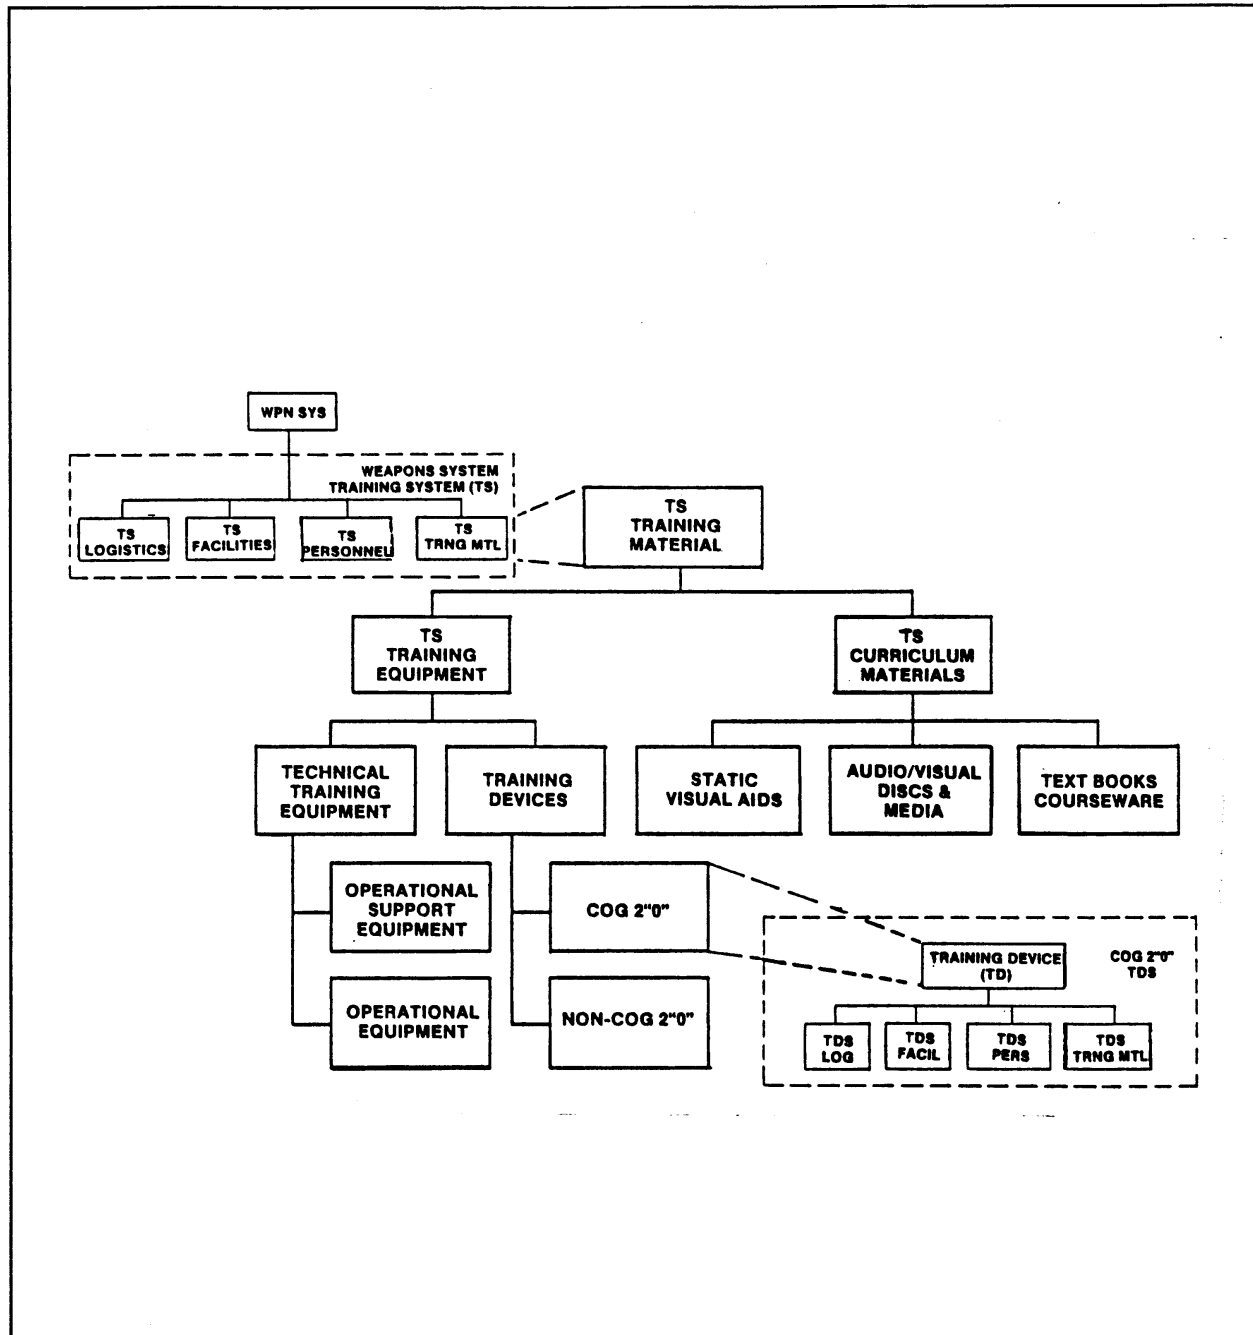 WPN SYS
WEAPONS SYSTEM
TRAINING SYSTEM (TS)
TS
LOGISTICS
TS
FACILITIES
TS
PERSONNEL
TS
TRNG MTL
TS
TRAINING
MATERIAL
TS
TRAINING
EQUIPMENT
TS
CURRICULUM
MATERIALS
TECHNICAL
TRAINING
EQUIPMENT
TRAINING
DEVICES
STATIC
VISUAL AIDS
AUDIO/VISUAL
DISCS &
MEDIA
TEXT BOOKS
COURSEWARE
OPERATIONAL
SUPPORT
EQUIPMENT
COG 2"0"
OPERATIONAL
EQUIPMENT
NON-COG 2"0"
TRAINING DEVICE
(TD)
COG 2"0"
TDS
TDS
LOG
TDS
FACIL
TDS
PERS
TDS
TRNG MTL